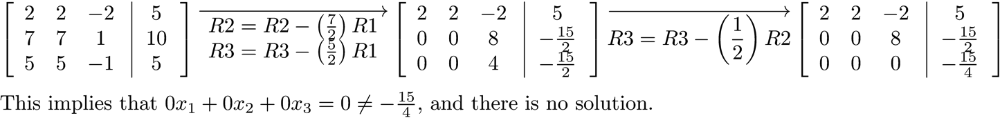 $\left[\begin{array}{ccc|c} 2 & 2 & -2 & 5 \\ 7 & 7 & 1 & 10 \\ 5 & 5 & -1 & 5 \end{array}\right] \xrightarrow[\substack{R2 = R2 - \left(\frac{7}{2}\right) R1 \\ R3 = R3 - \left(\frac{5}{2}\right) R1}]{} \left[\begin{array}{ccc|c} 2 & 2 & -2 & 5 \\ 0 & 0 & 8 & -\frac{15}{2} \\ 0 & 0 & 4 & -\frac{15}{2} \end{array}\right] \xrightarrow[R3 = R3 - \left(\frac{1}{2}\right) R2]{} \left[\begin{array}{ccc|c} 2 & 2 & -2 & 5 \\ 0 & 0 & 8 & -\frac{15}{2} \\ 0 & 0 & 0 & -\frac{15}{4} \end{array}\right]$
This implies that $0x_1 + 0x_2 + 0x_3 = 0 \neq -\frac{15}{4}$, and there is no solution.